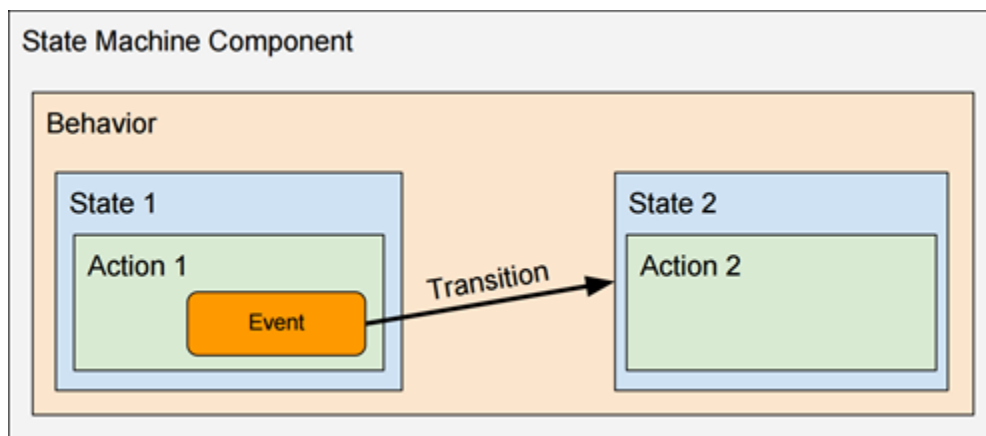 State Machine Component
Behavior
State 1
State 2
Action 1
Action 2
Transition
Event